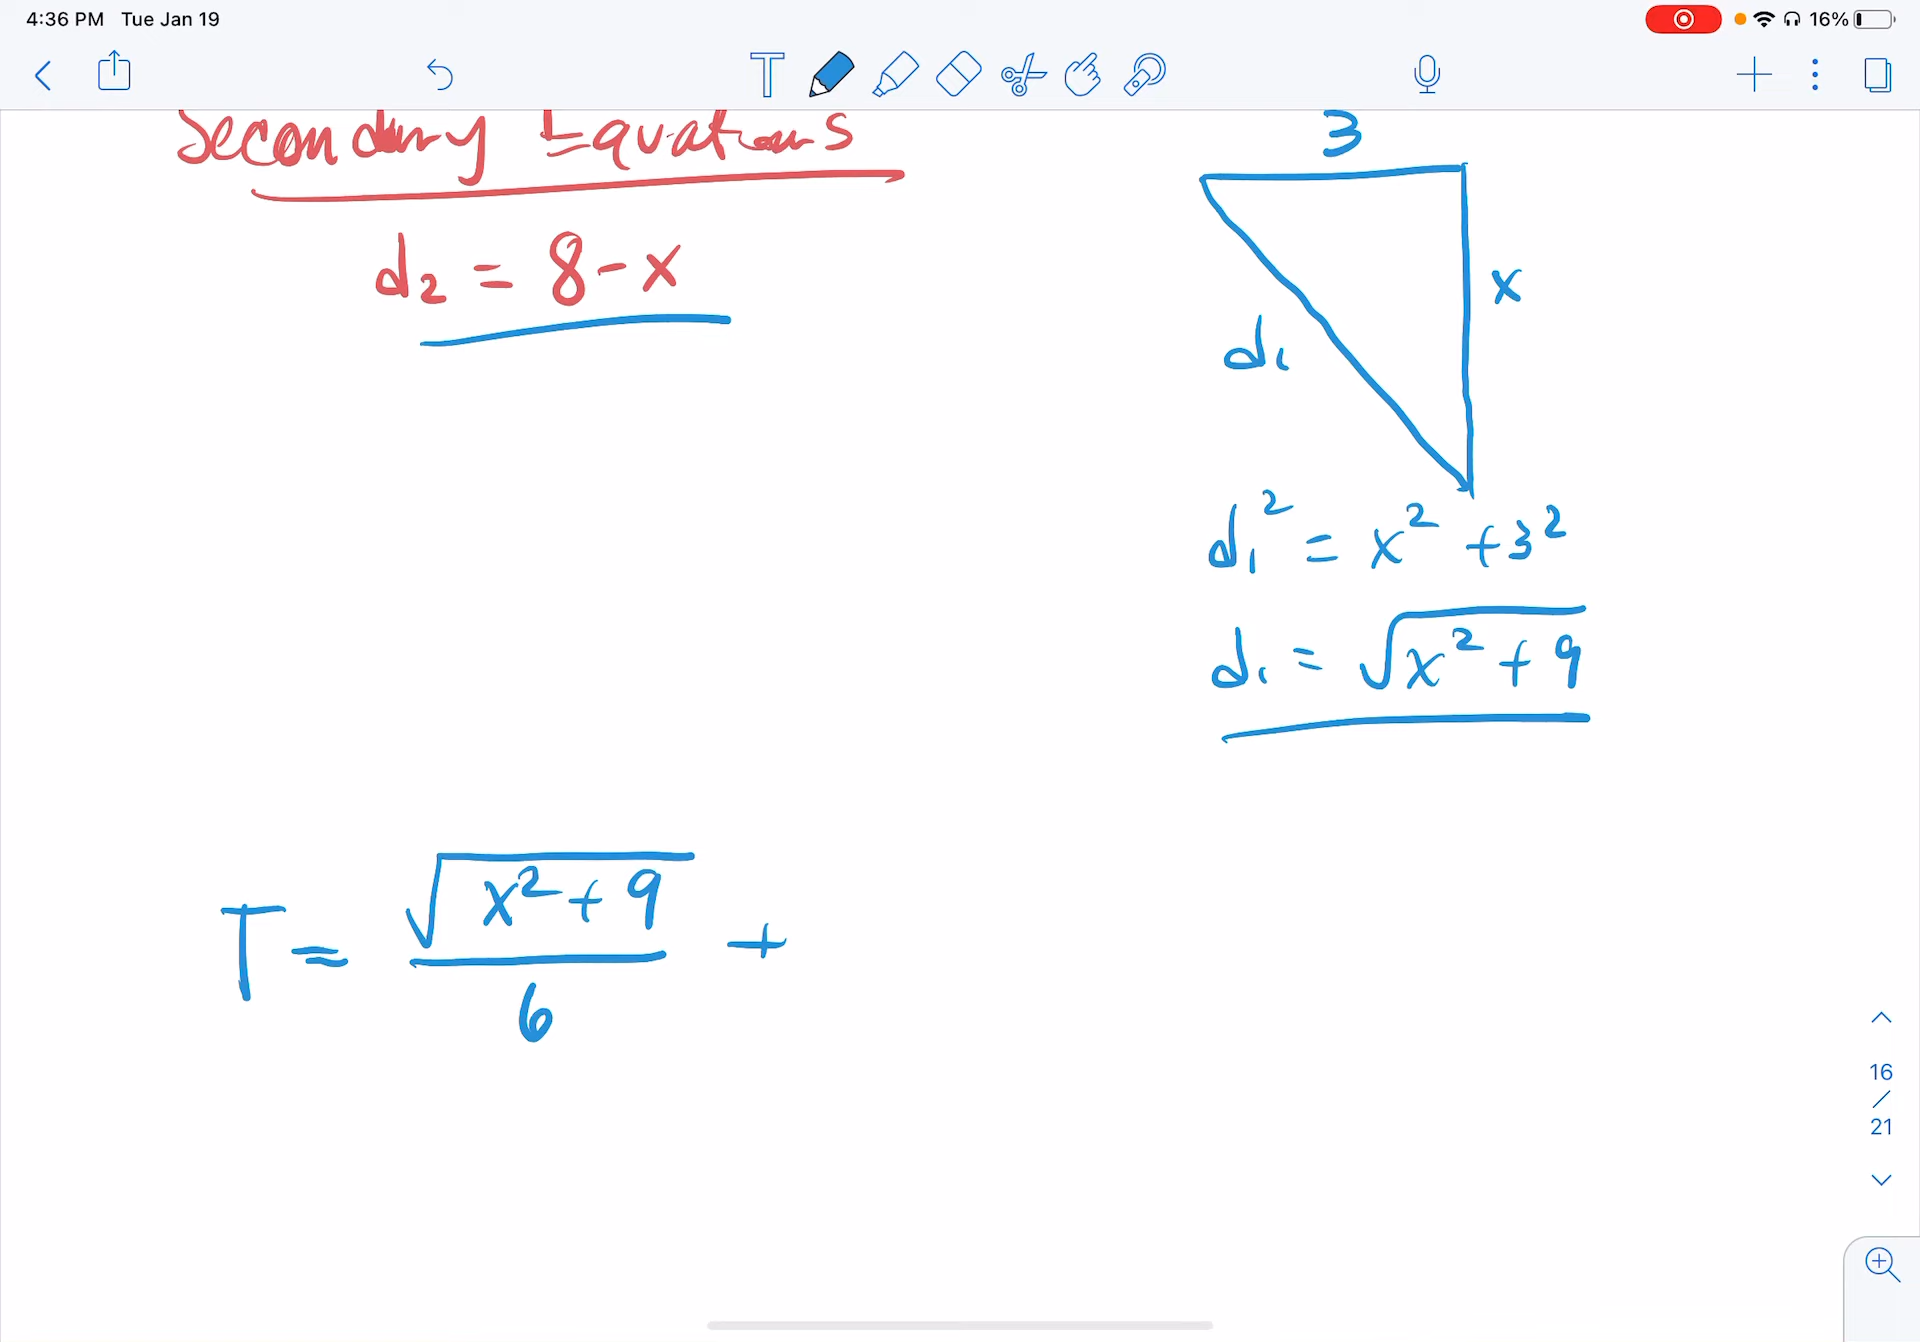 4:36 PM Tue Jan 19
16%
T
Secondary Equations
3
d₂ = 8 - x
x
d₁
d₁² = x² + 3²
d₁ = √(x² + 9)
T = √(x² + 9) / 6 +
16
/
21